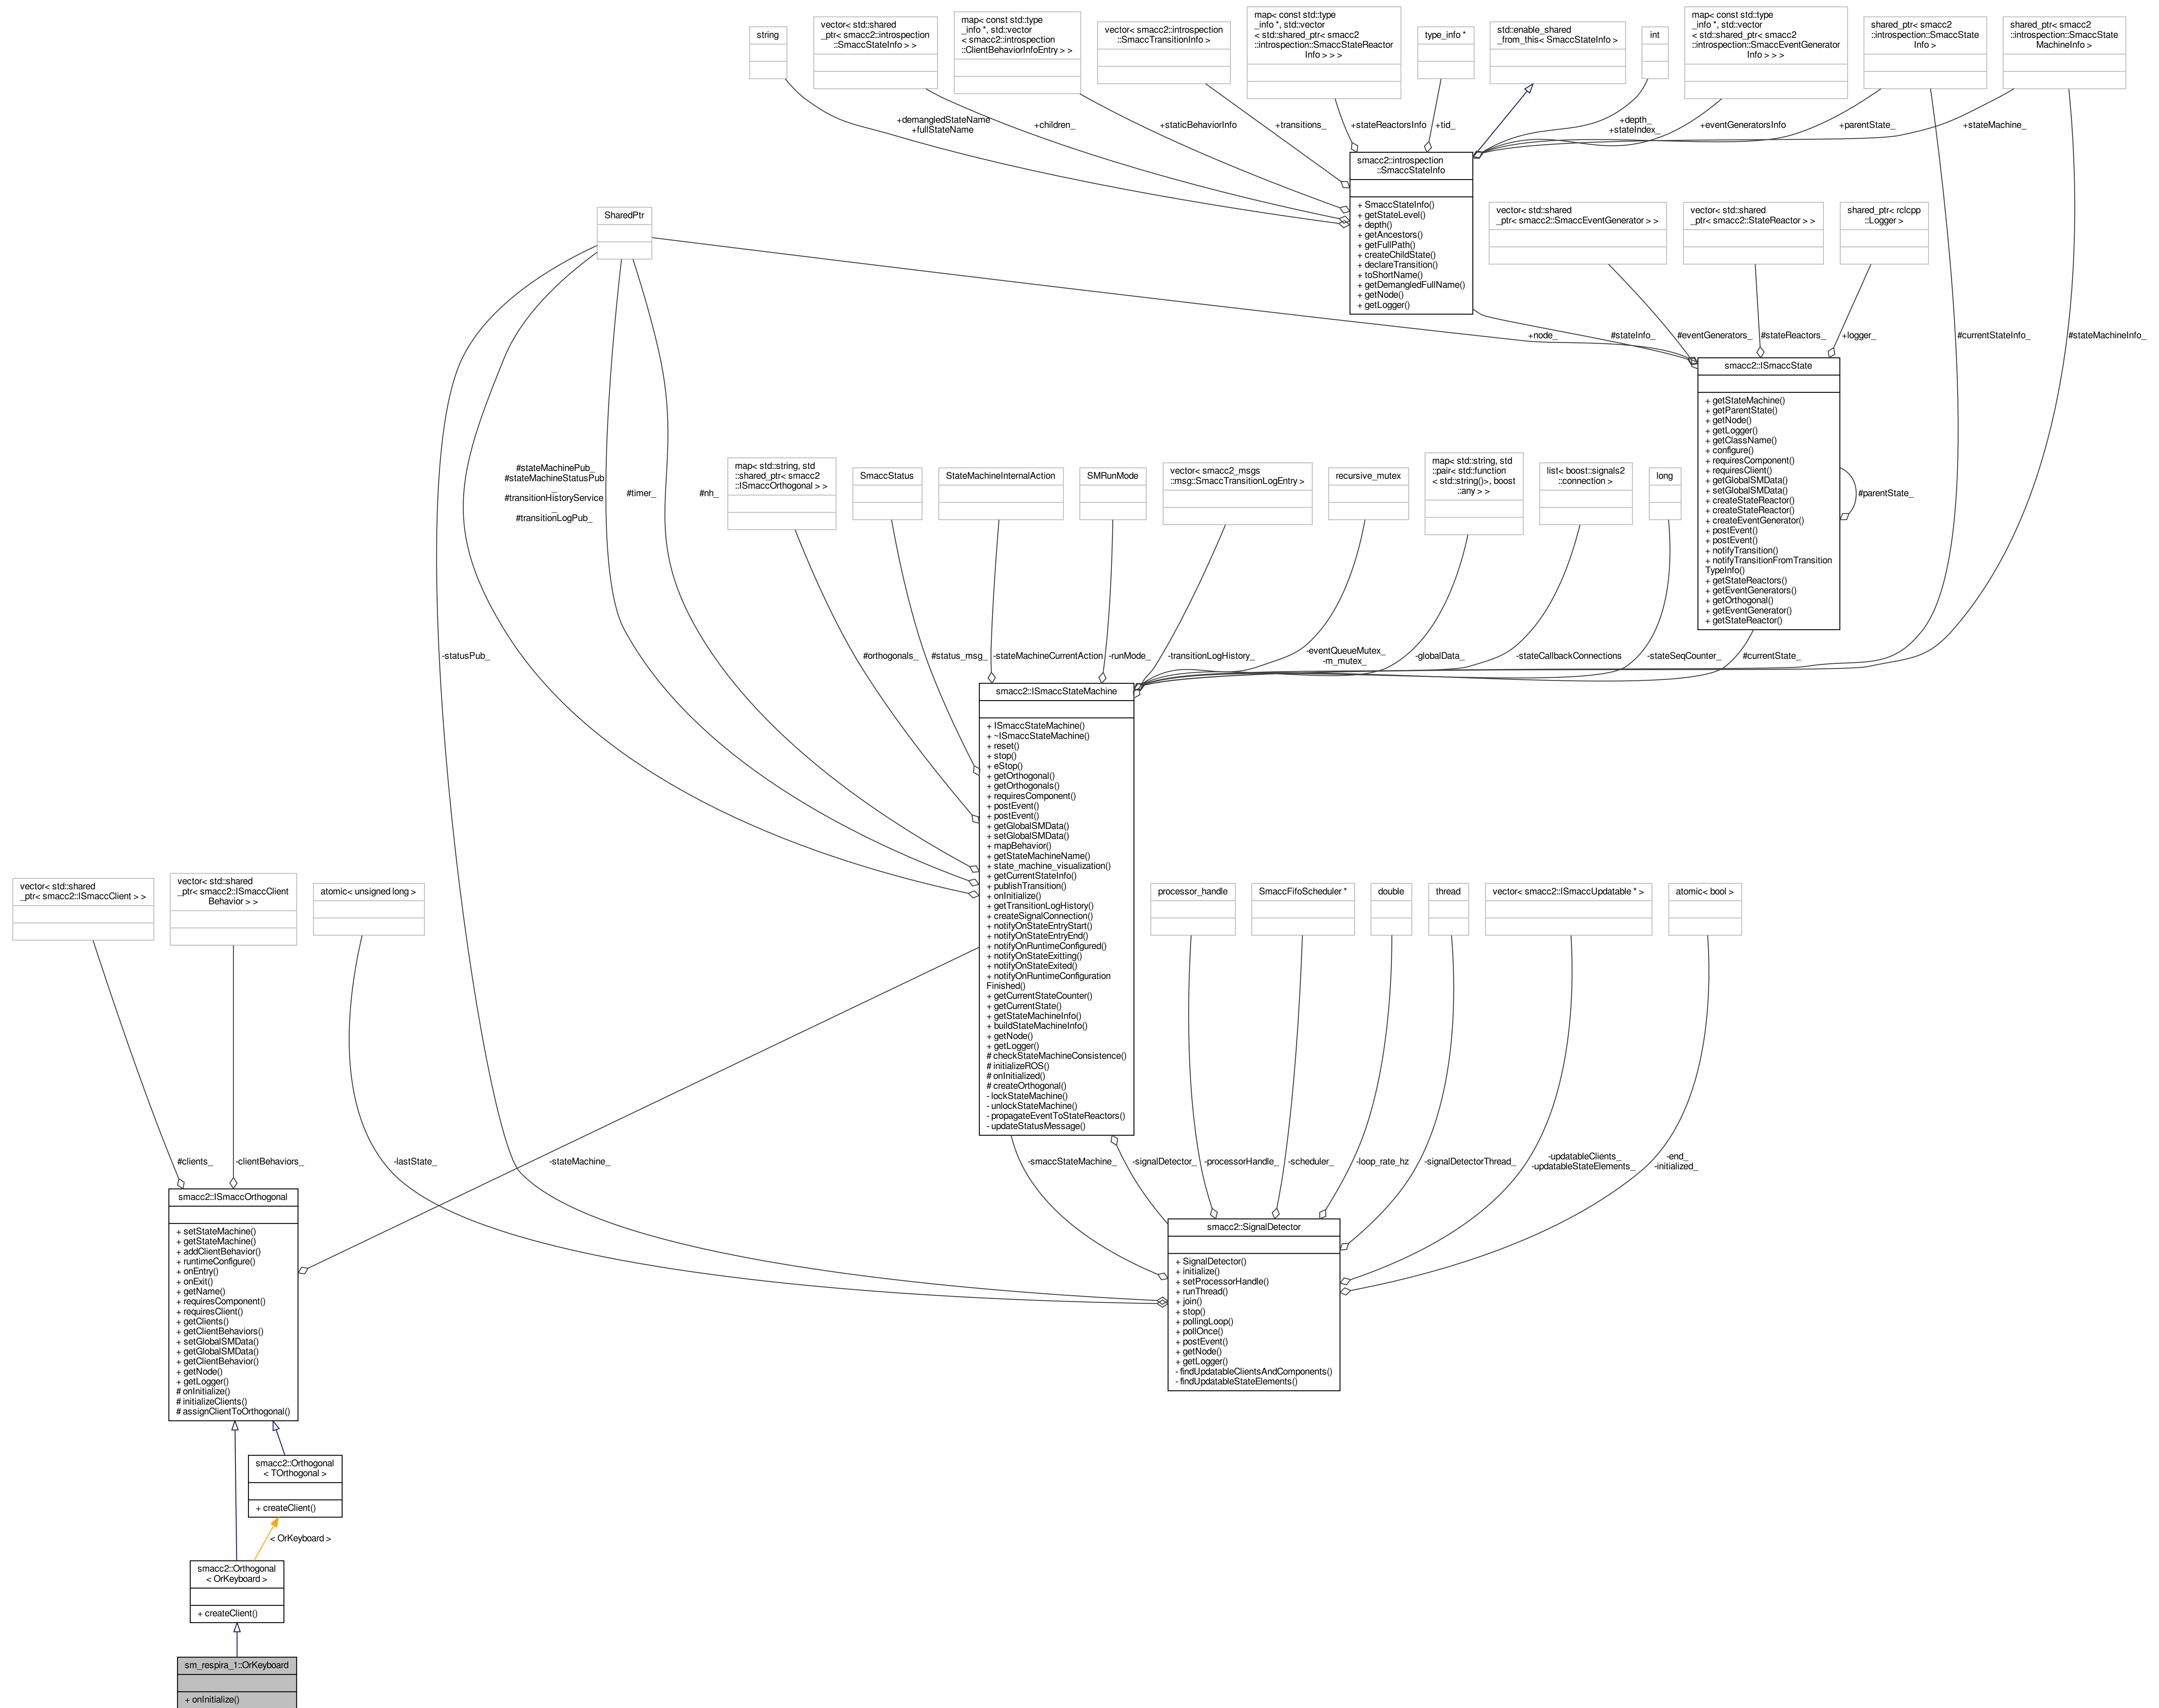 string
vector< std::shared
_ptr< smacc2::introspection
::SmaccStateInfo > >
map< const std::type
_info *, std::vector
< smacc2::introspection
::ClientBehaviorInfoEntry > >
vector< smacc2::introspection
::SmaccTransitionInfo >
map< const std::type
_info *, std::vector
< std::shared_ptr< smacc2
::introspection::SmaccStateReactor
Info > > >
type_info *
std::enable_shared
_from_this< SmaccStateInfo >
int
map< const std::type
_info *, std::vector
< std::shared_ptr< smacc2
::introspection::SmaccEventGenerator
Info > > >
shared_ptr< smacc2
::introspection::SmaccState
Info >
shared_ptr< smacc2
::introspection::SmaccState
MachineInfo >
+demangledStateName
+fullStateName
+children_
+staticBehaviorInfo
+transitions_
+stateReactorsInfo
+tid_
+depth_
+stateIndex_
+eventGeneratorsInfo
+parentState_
+stateMachine_
smacc2::introspection
::SmaccStateInfo
+ SmaccStateInfo()
+ getStateLevel()
+ depth()
+ getAncestors()
+ getFullPath()
+ createChildState()
+ declareTransition()
+ toShortName()
+ getDemangledFullName()
+ getNode()
+ getLogger()
SharedPtr
vector< std::shared
_ptr< smacc2::SmaccEventGenerator > >
vector< std::shared
_ptr< smacc2::StateReactor > >
shared_ptr< rclcpp
::Logger >
+node_
#stateInfo_
#eventGenerators_
#stateReactors_
+logger_
#currentStateInfo_
#stateMachineInfo_
smacc2::ISmaccState
+ getStateMachine()
+ getParentState()
+ getNode()
+ getLogger()
+ getClassName()
+ configure()
+ requiresComponent()
+ requiresClient()
+ getGlobalSMData()
+ setGlobalSMData()
+ createStateReactor()
+ createStateReactor()
+ createEventGenerator()
+ postEvent()
+ postEvent()
+ notifyTransition()
+ notifyTransitionFromTransition
TypeInfo()
+ getStateReactors()
+ getEventGenerators()
+ getOrthogonal()
+ getEventGenerator()
+ getStateReactor()
#parentState_
#stateMachinePub_
#stateMachineStatusPub
_
#transitionHistoryService
_
#transitionLogPub_
#timer_
#nh_
map< std::string, std
::shared_ptr< smacc2
::ISmaccOrthogonal > >
SmaccStatus
StateMachineInternalAction
SMRunMode
vector< smacc2_msgs
::msg::SmaccTransitionLogEntry >
recursive_mutex
map< std::string, std
::pair< std::function
< std::string()>, boost
::any > >
list< boost::signals2
::connection >
long
-statusPub_
#orthogonals_
#status_msg_
-stateMachineCurrentAction
-runMode_
-transitionLogHistory_
-eventQueueMutex_
-m_mutex_
-globalData_
-stateCallbackConnections
-stateSeqCounter_
#currentState_
smacc2::ISmaccStateMachine
+ ISmaccStateMachine()
+ ~ISmaccStateMachine()
+ reset()
+ stop()
+ eStop()
+ getOrthogonal()
+ getOrthogonals()
+ requiresComponent()
+ postEvent()
+ postEvent()
+ getGlobalSMData()
+ setGlobalSMData()
+ mapBehavior()
+ getStateMachineName()
+ state_machine_visualization()
+ getCurrentStateInfo()
+ publishTransition()
+ onInitialize()
+ getTransitionLogHistory()
+ createSignalConnection()
+ notifyOnStateEntryStart()
+ notifyOnStateEntryEnd()
+ notifyOnRuntimeConfigured()
+ notifyOnStateExitting()
+ notifyOnStateExited()
+ notifyOnRuntimeConfiguration
Finished()
+ getCurrentStateCounter()
+ getCurrentState()
+ getStateMachineInfo()
+ buildStateMachineInfo()
+ getNode()
+ getLogger()
# checkStateMachineConsistence()
# initializeROS()
# onInitialized()
# createOrthogonal()
- lockStateMachine()
- unlockStateMachine()
- propagateEventToStateReactors()
- updateStatusMessage()
vector< std::shared
_ptr< smacc2::ISmaccClient > >
vector< std::shared
_ptr< smacc2::ISmaccClient
Behavior > >
atomic< unsigned long >
processor_handle
SmaccFifoScheduler *
double
thread
vector< smacc2::ISmaccUpdatable * >
atomic< bool >
#clients_
-clientBehaviors_
-lastState_
-stateMachine_
-smaccStateMachine_
-signalDetector_
-processorHandle_
-scheduler_
-loop_rate_hz
-signalDetectorThread_
-updatableClients_
-updatableStateElements_
-end_
-initialized_
smacc2::ISmaccOrthogonal
+ setStateMachine()
+ getStateMachine()
+ addClientBehavior()
+ runtimeConfigure()
+ onEntry()
+ onExit()
+ getName()
+ requiresComponent()
+ requiresClient()
+ getClients()
+ getClientBehaviors()
+ setGlobalSMData()
+ getGlobalSMData()
+ getClientBehavior()
+ getNode()
+ getLogger()
# onInitialize()
# initializeClients()
# assignClientToOrthogonal()
smacc2::SignalDetector
+ SignalDetector()
+ initialize()
+ setProcessorHandle()
+ runThread()
+ join()
+ stop()
+ pollingLoop()
+ pollOnce()
+ postEvent()
+ getNode()
+ getLogger()
- findUpdatableClientsAndComponents()
- findUpdatableStateElements()
smacc2::Orthogonal
< TOrthogonal >
+ createClient()
< OrKeyboard >
smacc2::Orthogonal
< OrKeyboard >
+ createClient()
sm_respira_1::OrKeyboard
+ onInitialize()